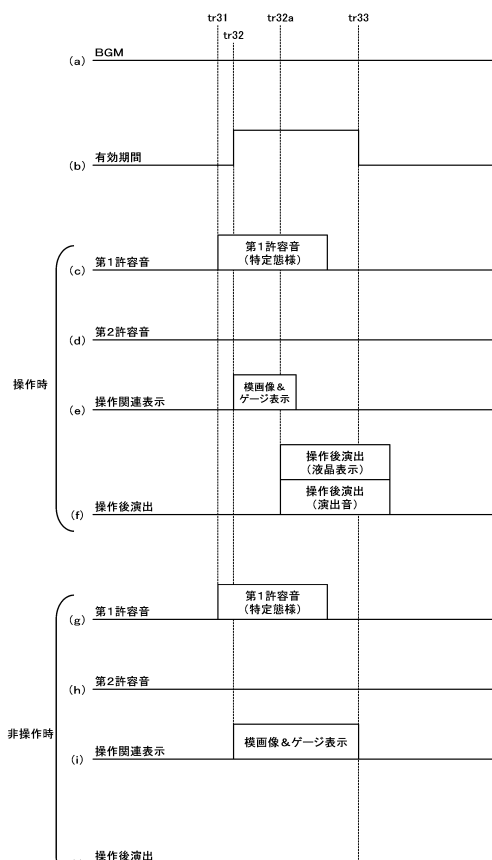 tr31 tr32a tr33
tr32
(a) BGM
(b) 有効期間
操作時
(c) 第1許容音
第1許容音
(特定態様)
(d) 第2許容音
(e) 操作関連表示
模画像&
ゲージ表示
(f) 操作後演出
操作後演出
(液晶表示)
操作後演出
(演出音)
非操作時
(g) 第1許容音
第1許容音
(特定態様)
(h) 第2許容音
(i) 操作関連表示
模画像&ゲージ表示
操作後演出